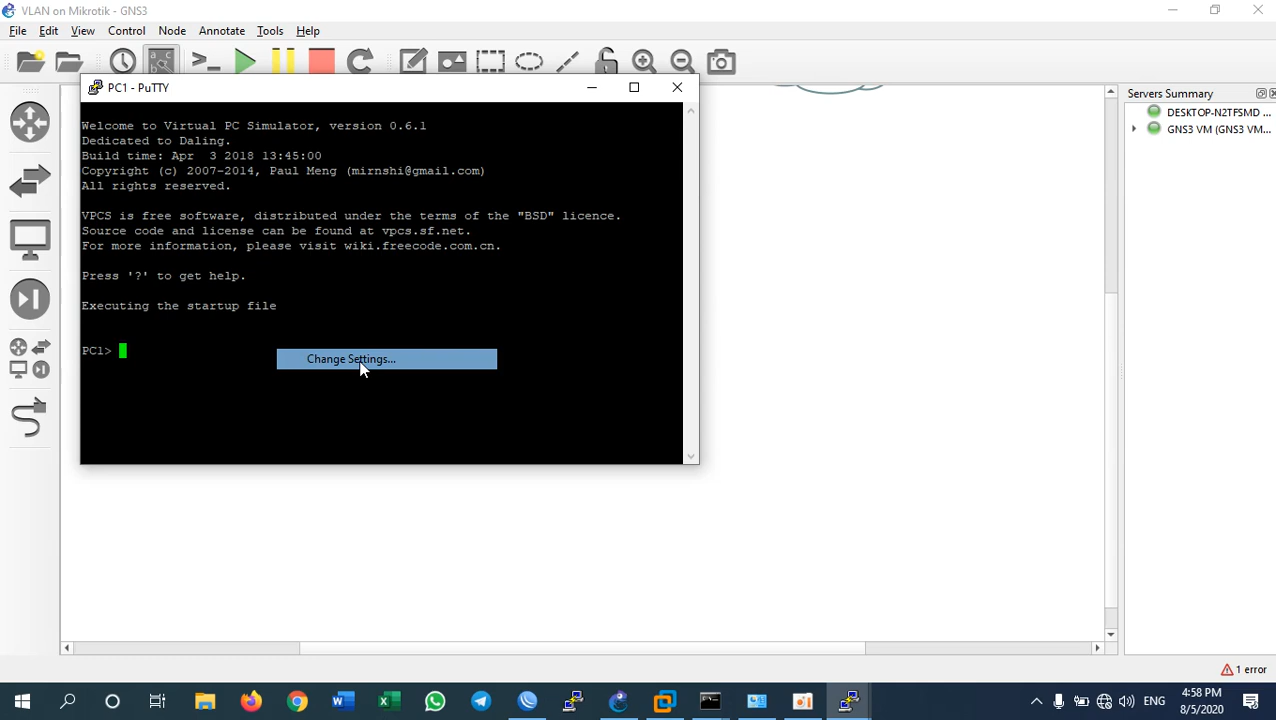 VLAN on Mikrotik - GNS3
File Edit View Control Node Annotate Tools Help
PC1 - PuTTY
Welcome to Virtual PC Simulator, version 0.6.1
Dedicated to Daling.
Build time: Apr  3 2018 13:45:00
Copyright (c) 2007-2014, Paul Meng (mirnshi@gmail.com)
All rights reserved.
VPCS is free software, distributed under the terms of the "BSD" licence.
Source code and license can be found at vpcs.sf.net.
For more information, please visit wiki.freecode.com.cn.
Press '?' to get help.
Executing the startup file
PC1>
Change Settings...
Servers Summary
DESKTOP-N2TFSMD ...
GNS3 VM (GNS3 VM...
1 error
ENG
4:58 PM
8/5/2020